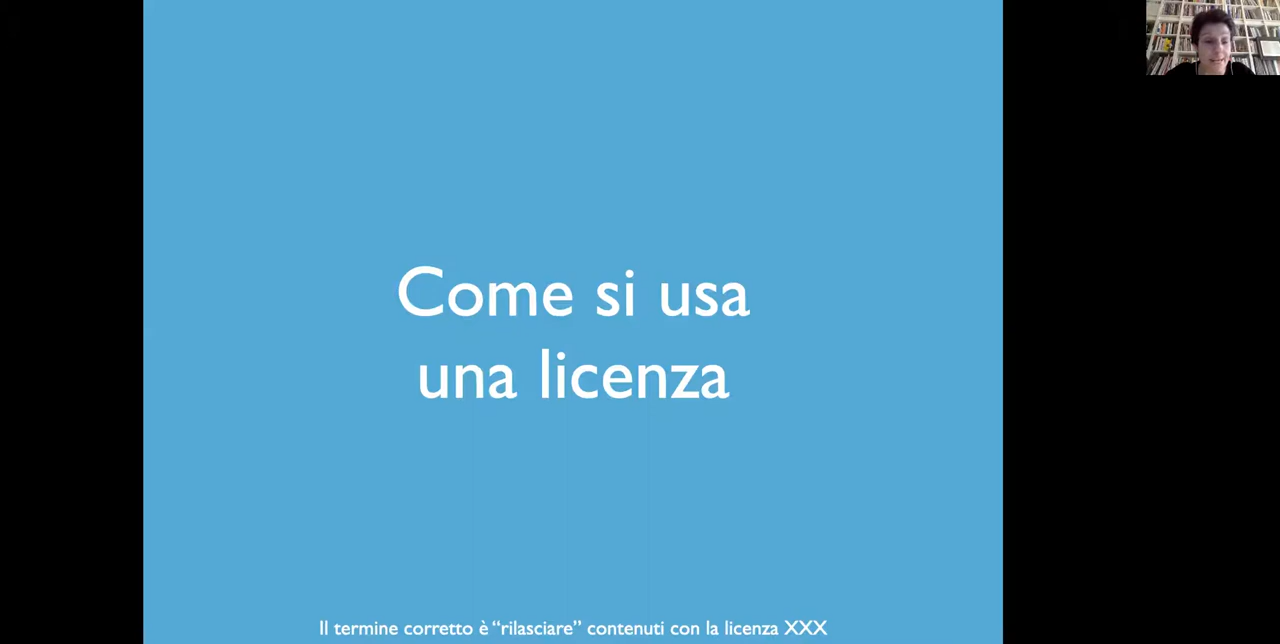 Come si usa
una licenza
Il termine corretto è “rilasciare” contenuti con la licenza XXX